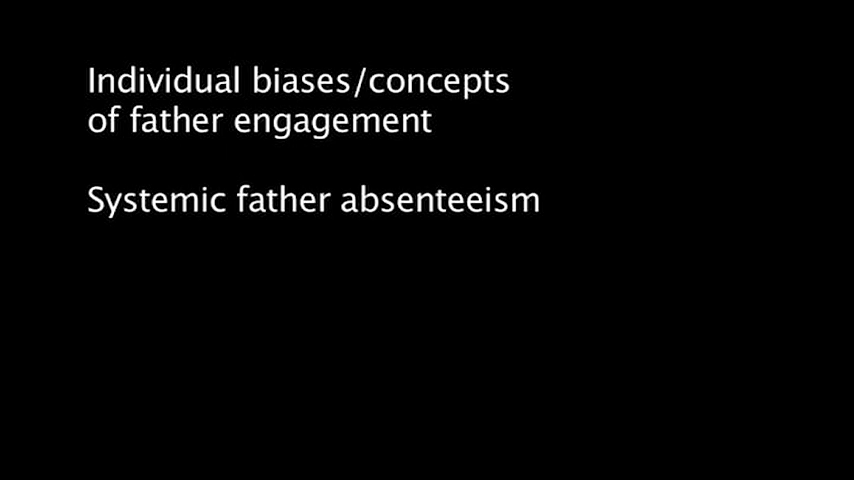 Individual biases/concepts
of father engagement
Systemic father absenteeism